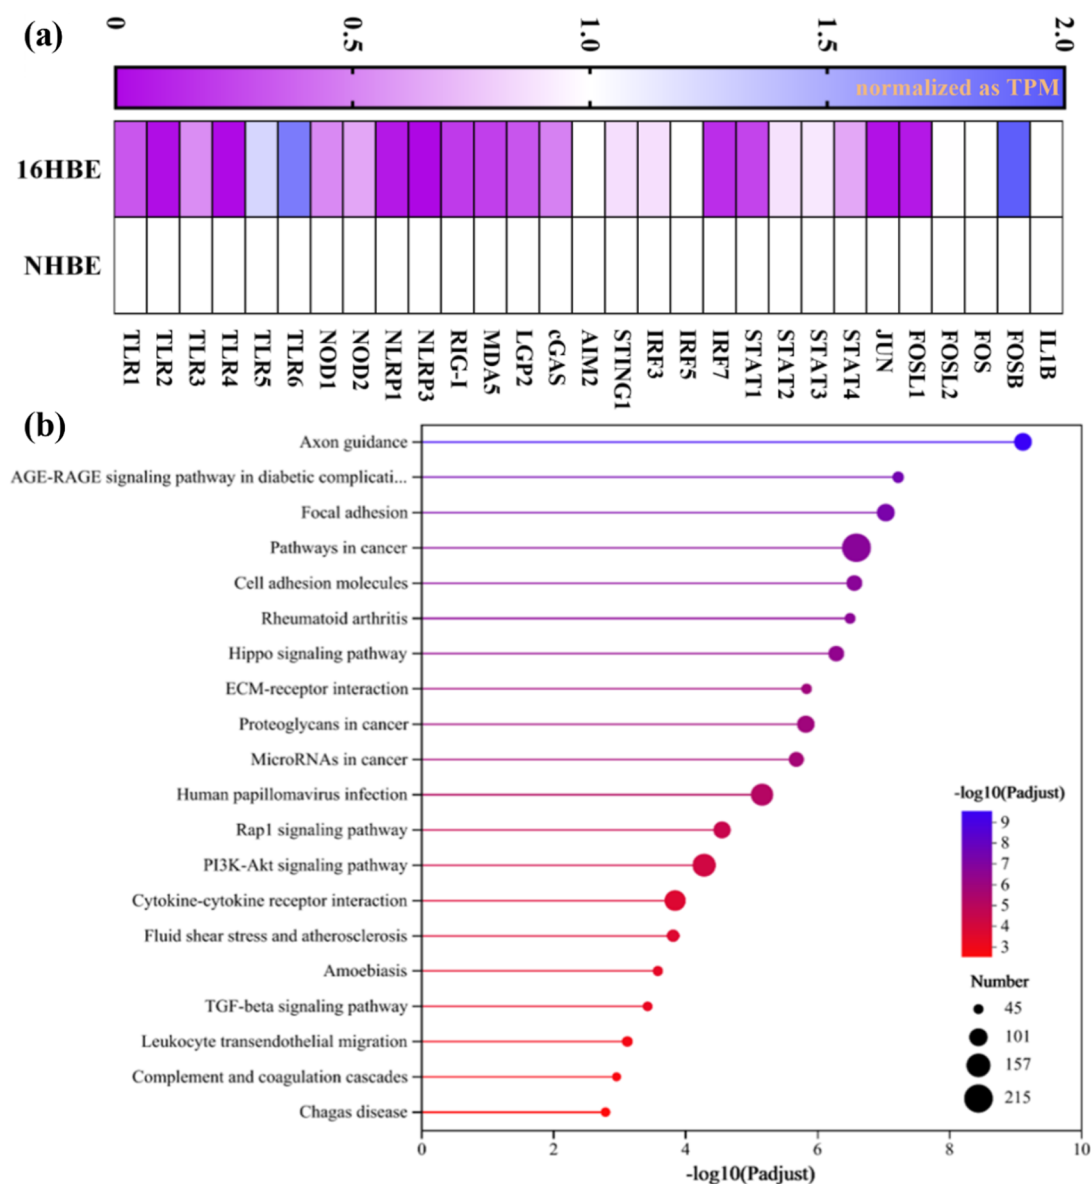 (a)
0
0.5
1.0
1.5
2.0
normalized as TPM
16HBE
NHBE
TLR1
TLR2
TLR3
TLR4
TLR5
TLR6
NOD1
NOD2
NLRP1
NLRP3
RIG-I
MDA5
LGP2
cGAS
AIM2
STING1
IRF3
IRF5
IRF7
STAT1
STAT2
STAT3
STAT4
JUN
FOSL1
FOSL2
FOS
FOSB
IL1B
(b)
Axon guidance
AGE-RAGE signaling pathway in diabetic complicati...
Focal adhesion
Pathways in cancer
Cell adhesion molecules
Rheumatoid arthritis
Hippo signaling pathway
ECM-receptor interaction
Proteoglycans in cancer
MicroRNAs in cancer
Human papillomavirus infection
Rap1 signaling pathway
PI3K-Akt signaling pathway
Cytokine-cytokine receptor interaction
Fluid shear stress and atherosclerosis
Amoebiasis
TGF-beta signaling pathway
Leukocyte transendothelial migration
Complement and coagulation cascades
Chagas disease
-log10(Padjust)
9
8
7
6
5
4
3
Number
45
101
157
215
0
2
4
6
8
10
-log10(Padjust)